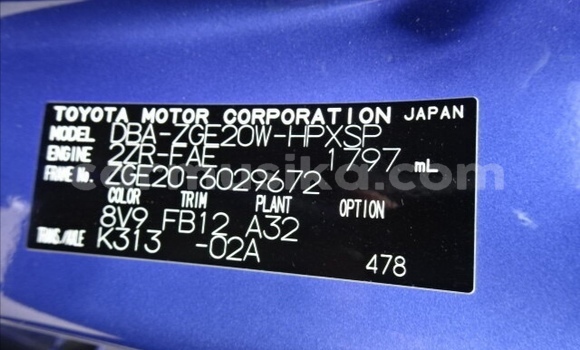 TOYOTA MOTOR CORPORATION JAPAN
MODEL DBA-ZGE20W-HPXSP
ENGINE 2ZR-FAE 1797 mL
FRAME No. ZGE20-6029672
COLOR TRIM PLANT OPTION
8V9 FB12 A32
TRANS./AXLE K313 -02A
478